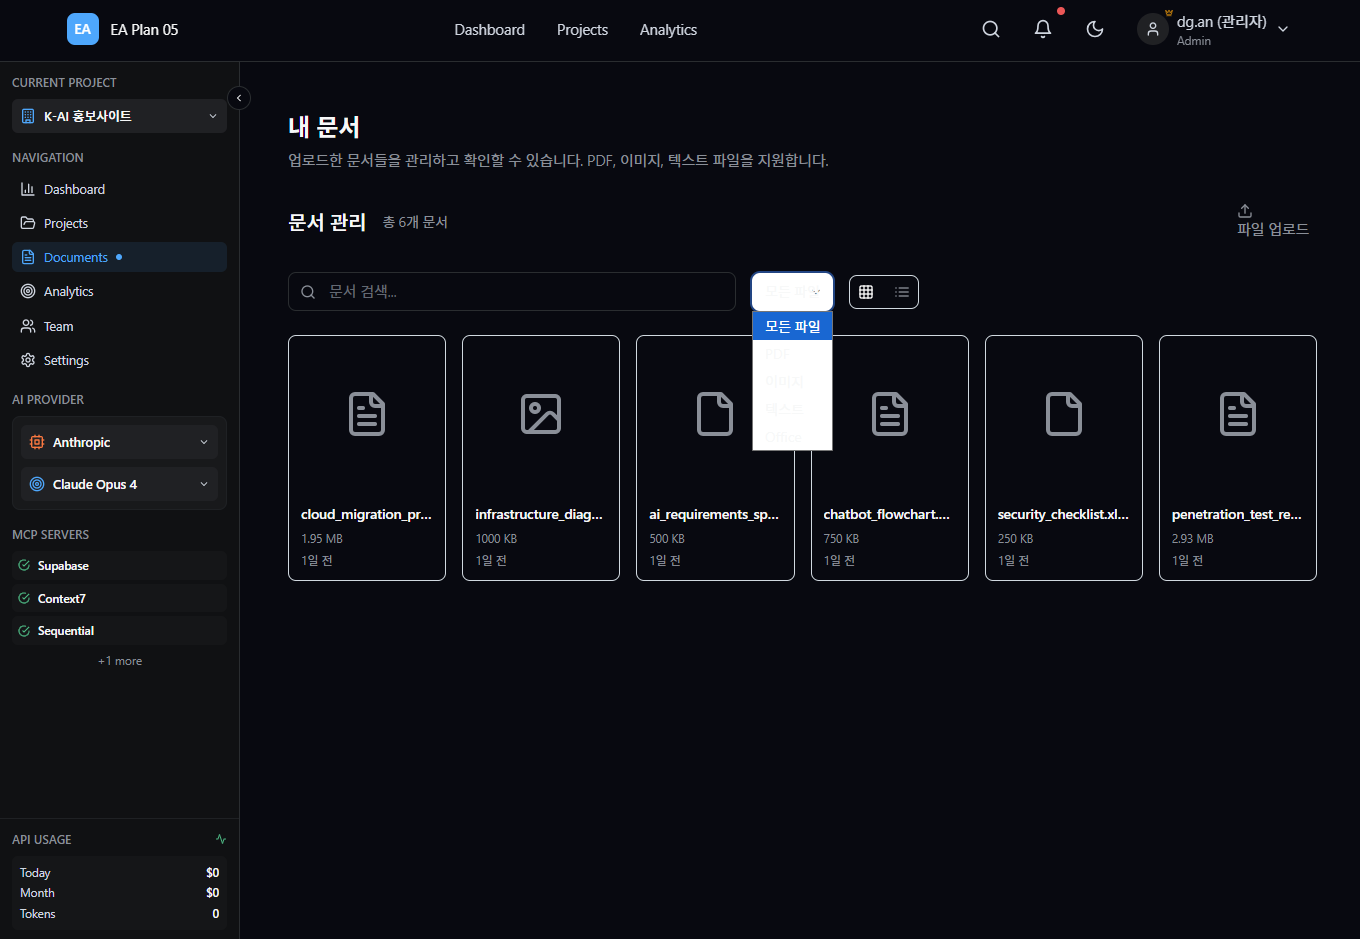 EA
EA Plan 05
Dashboard
Projects
Analytics
dg.an (관리자)
Admin
CURRENT PROJECT
K-AI 홍보사이트
NAVIGATION
Dashboard
Projects
Documents
Analytics
Team
Settings
AI PROVIDER
Anthropic
Claude Opus 4
MCP SERVERS
Supabase
Context7
Sequential
+1 more
API USAGE
Today $0
Month $0
Tokens 0
내 문서
업로드한 문서들을 관리하고 확인할 수 있습니다. PDF, 이미지, 텍스트 파일을 지원합니다.
문서 관리 총 6개 문서
파일 업로드
문서 검색...
모든 파일
PDF
이미지
텍스트
Office
cloud_migration_pr...
1.95 MB
1일 전
infrastructure_diag...
1000 KB
1일 전
ai_requirements_sp...
500 KB
1일 전
chatbot_flowchart....
750 KB
1일 전
security_checklist.xl...
250 KB
1일 전
penetration_test_re...
2.93 MB
1일 전